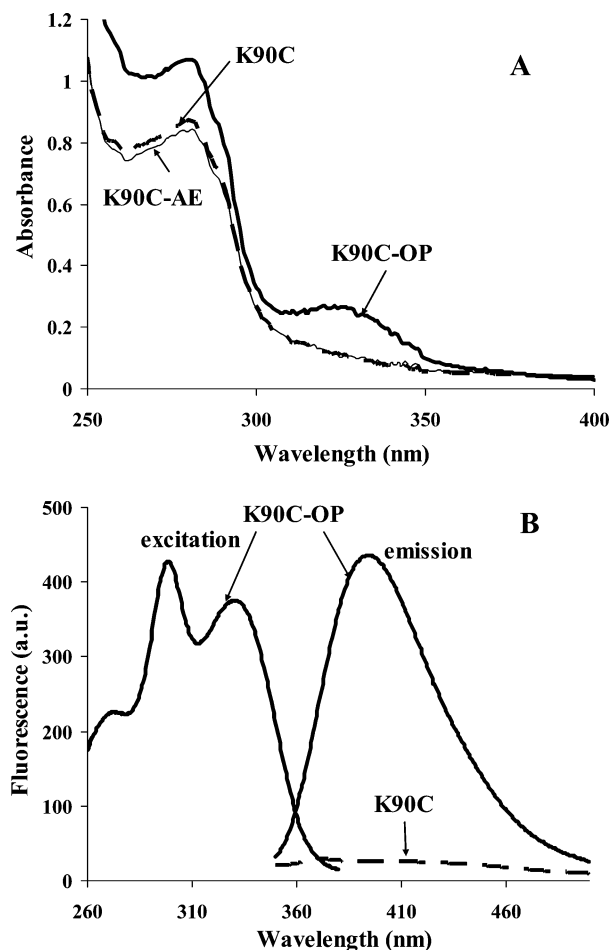 1.2
1
0.8
0.6
0.4
0.2
0
Absorbance
K90C
A
K90C-AE
K90C-OP
250
300
350
400
Wavelength (nm)
500
400
300
200
100
0
Fluorescence (a.u.)
K90C-OP
B
excitation
emission
K90C
260
310
360
410
460
Wavelength (nm)